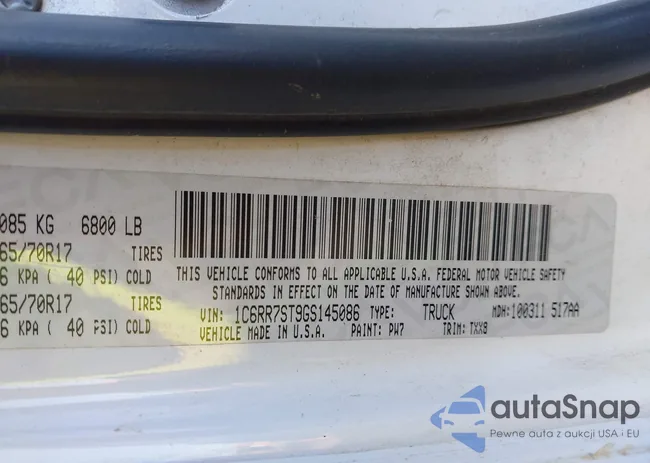 085 KG 6800 LB
65/70R17 TIRES
6 KPA ( 40 PSI) COLD
65/70R17 TIRES
6 KPA ( 40 PSI) COLD
THIS VEHICLE CONFORMS TO ALL APPLICABLE U.S.A. FEDERAL MOTOR VEHICLE SAFETY
STANDARDS IN EFFECT ON THE DATE OF MANUFACTURE SHOWN ABOVE.
VIN: 1C6RR7ST9GS145086 TYPE: TRUCK MDH: 100311 517AA
VEHICLE MADE IN U.S.A. PAINT: PW7 TRIM: TXX8
autoSnap
Pewne auta z aukcji USA i EU